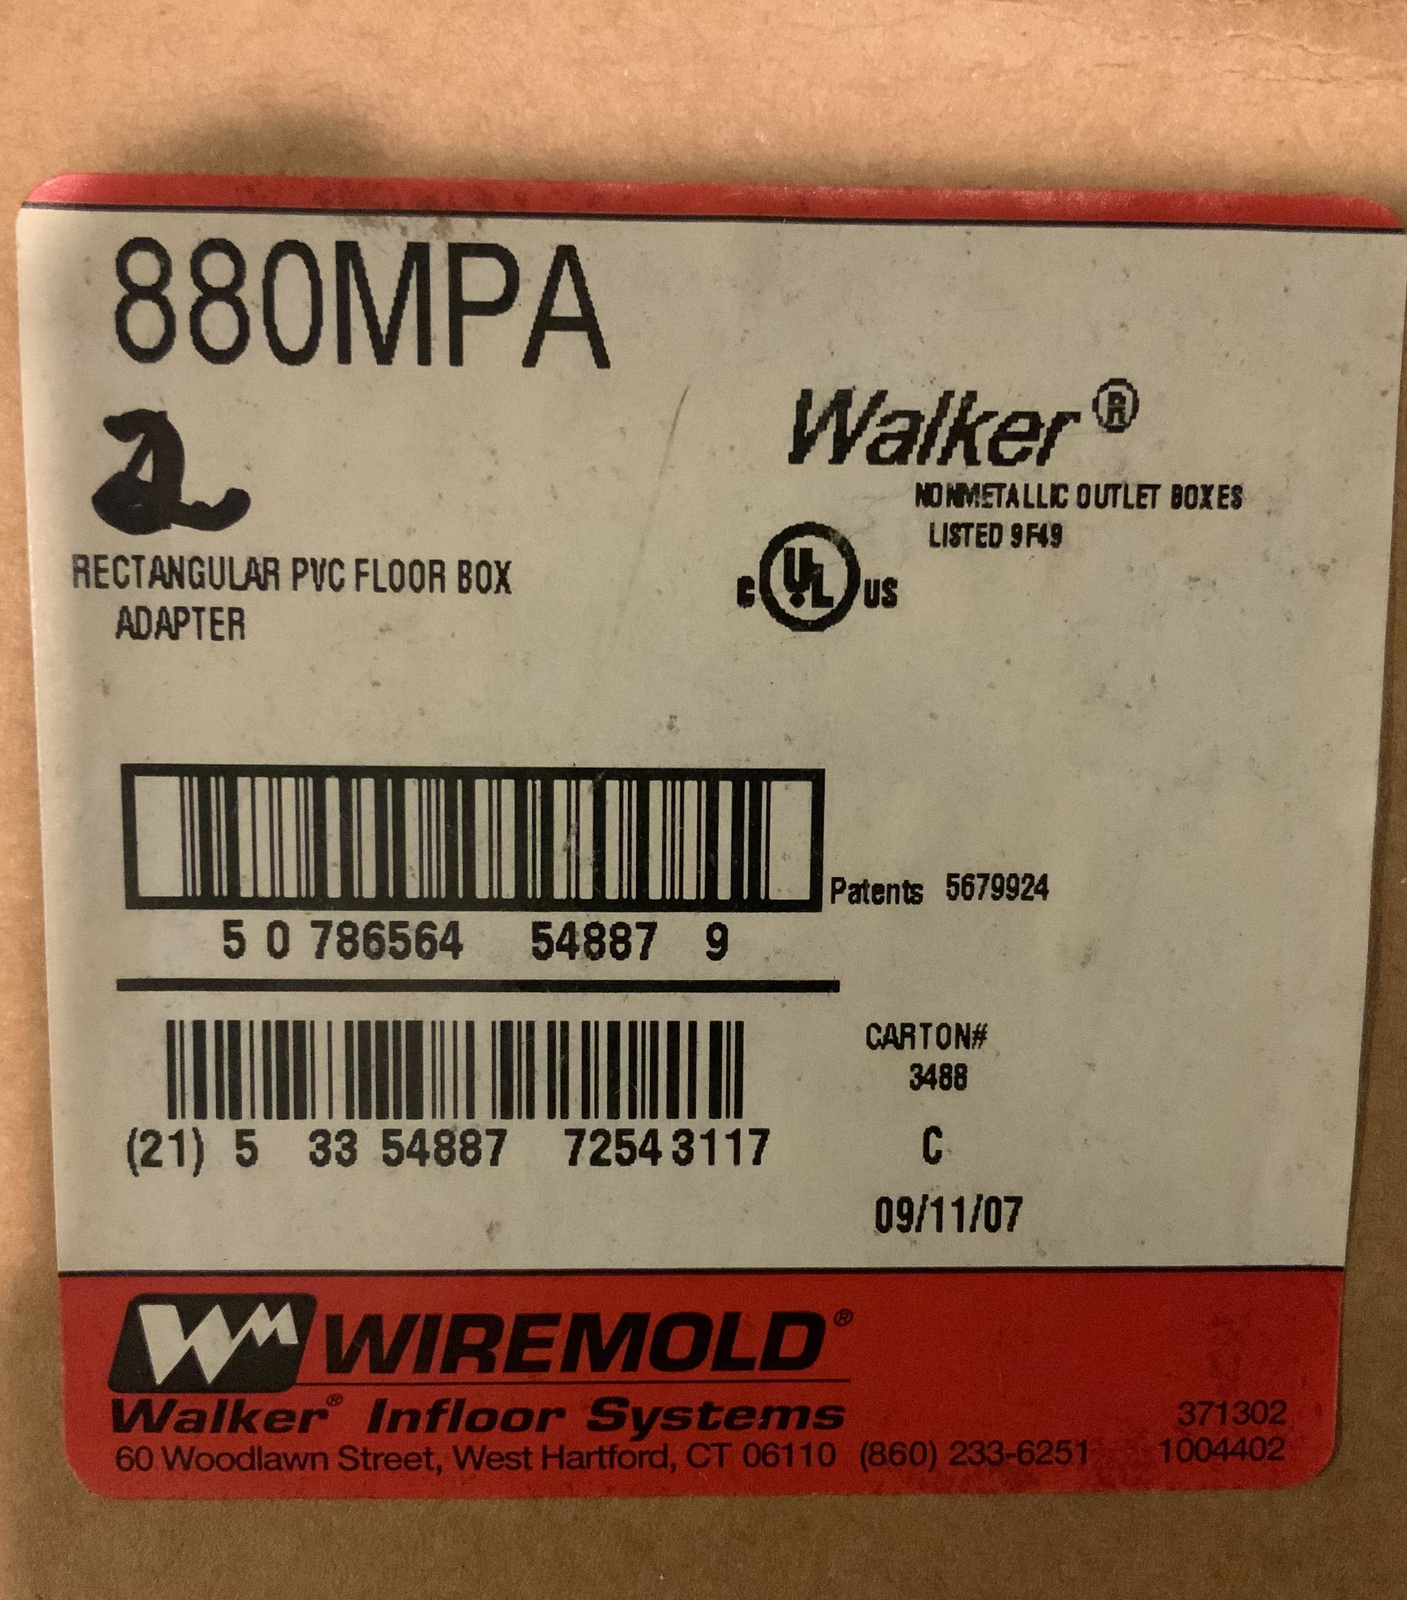 880MPA
2
Walker®
NONMETALLIC OUTLET BOXES
LISTED 9F49
C UL US
RECTANGULAR PVC FLOOR BOX
ADAPTER
Patents 5679924
5 0 786564 54887 9
CARTON#
3488
(21) 5 33 54887 7254 3117
C
09/11/07
WM WIREMOLD®
Walker® Infloor Systems
371302
60 Woodlawn Street, West Hartford, CT 06110 (860) 233-6251
1004402